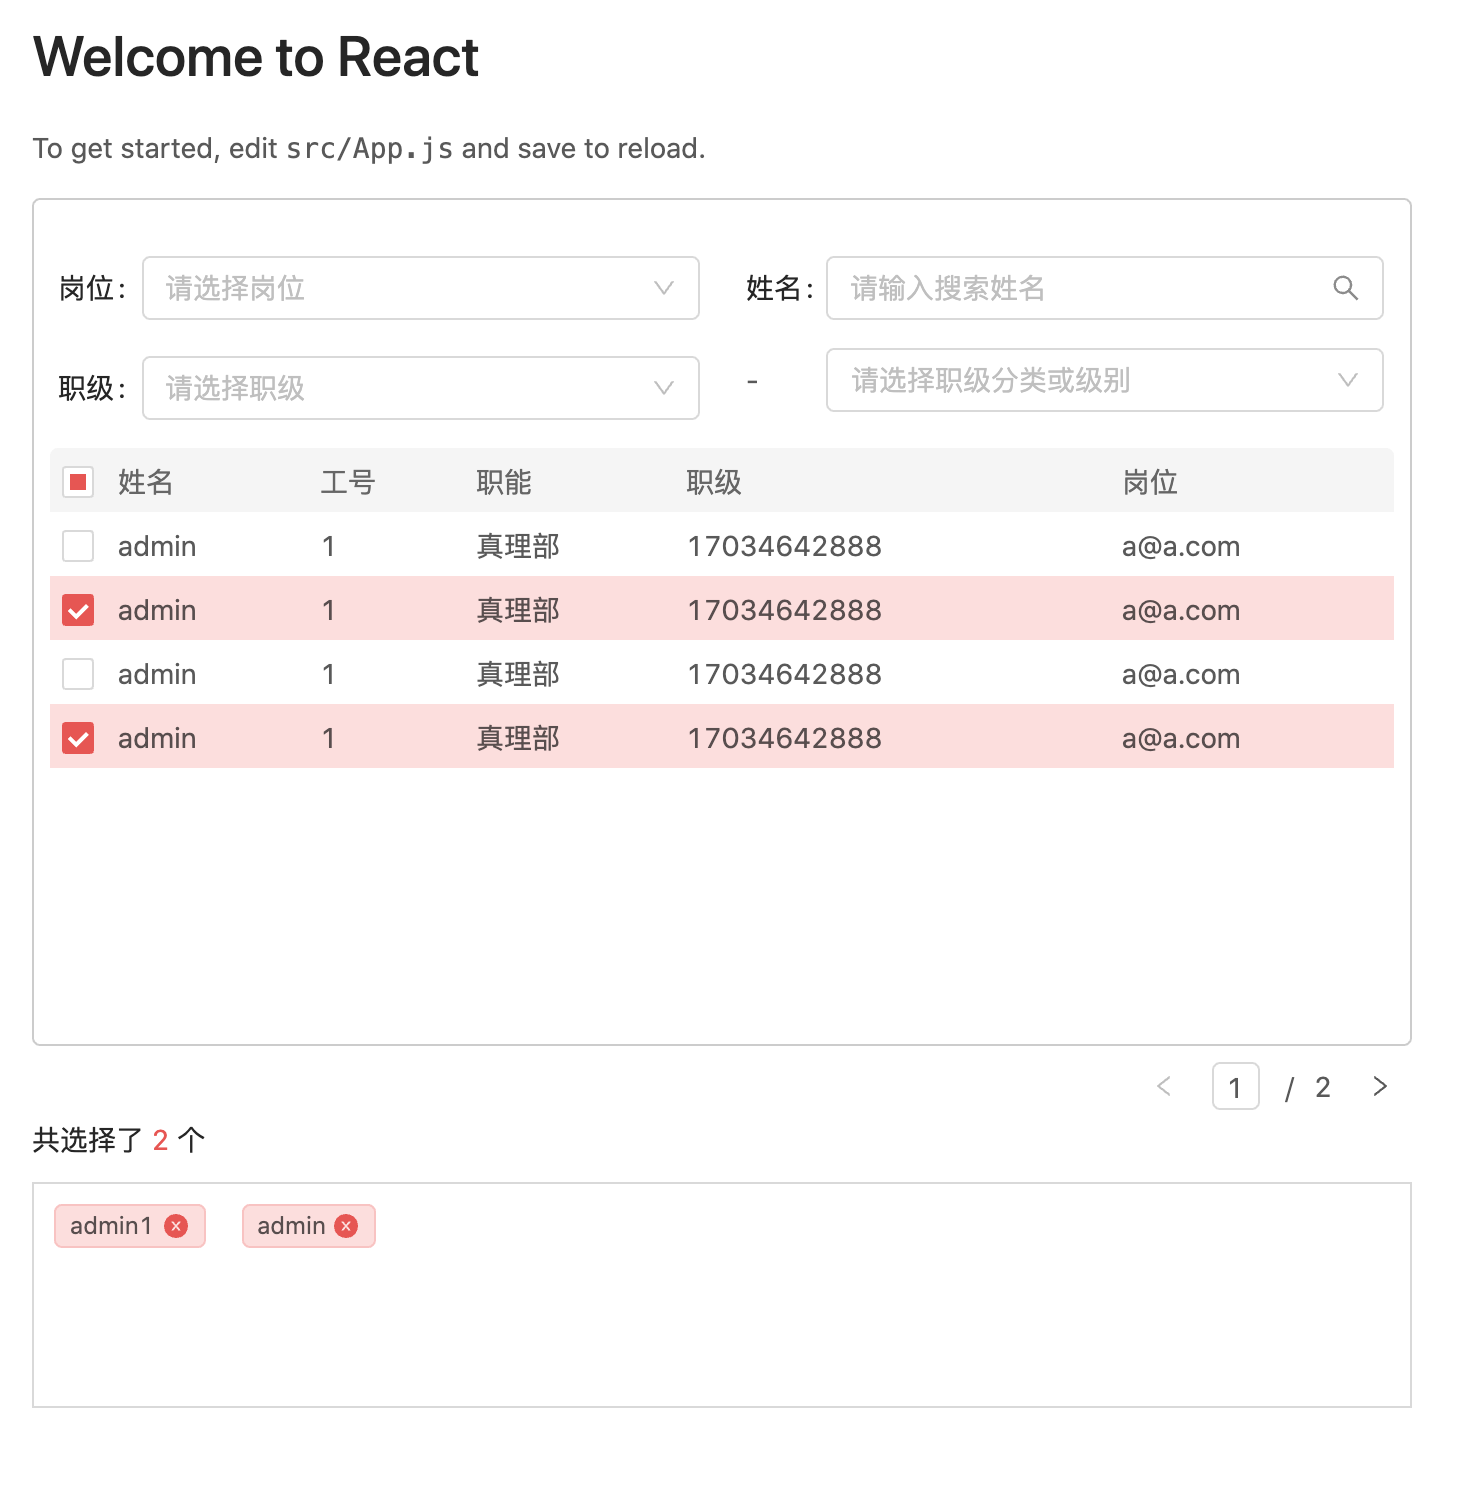 Welcome to React
To get started, edit src/App.js and save to reload.
岗位: 请选择岗位 姓名: 请输入搜索姓名
职级: 请选择职级 - 请选择职级分类或级别
姓名 工号 职能 职级 岗位
admin 1 真理部 17034642888 a@a.com
admin 1 真理部 17034642888 a@a.com
admin 1 真理部 17034642888 a@a.com
admin 1 真理部 17034642888 a@a.com
1 / 2
共选择了 2 个
admin1 admin